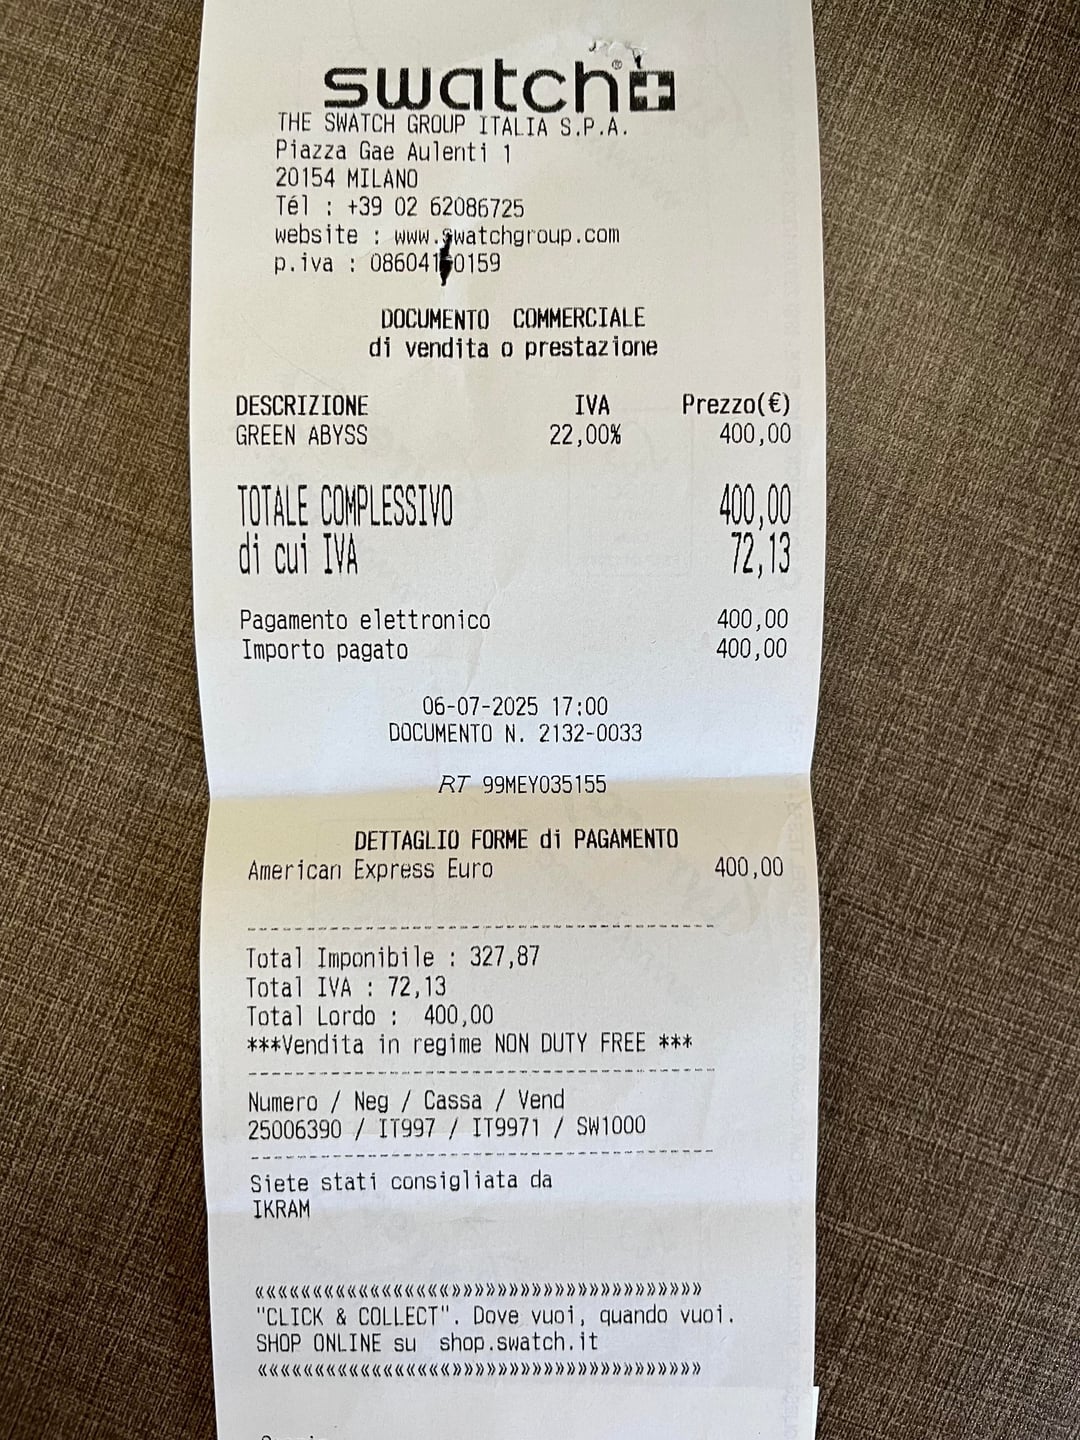 swatch®
THE SWATCH GROUP ITALIA S.P.A.
Piazza Gae Aulenti 1
20154 MILANO
Tél : +39 02 62086725
website : www.swatchgroup.com
p.iva :
DOCUMENTO COMMERCIALE
di vendita o prestazione
DESCRIZIONE IVA Prezzo(€)
GREEN ABYSS 22,00% 400,00
TOTALE COMPLESSIVO 400,00
di cui IVA 72,13
Pagamento elettronico 400,00
Importo pagato 400,00
06-07-2025 17:00
DOCUMENTO N. 2132-0033
RT 99MEY035155
DETTAGLIO FORME di PAGAMENTO
American Express Euro 400,00
Total Imponibile : 327,87
Total IVA : 72,13
Total Lordo : 400,00
***Vendita in regime NON DUTY FREE ***
Numero / Neg / Cassa / Vend
25006390 / IT997 / IT9971 / SW1000
Siete stati consigliata da
IKRAM
«««««««««««««««««»»»»»»»»»»»»»»»»»»»»»
"CLICK & COLLECT". Dove vuoi, quando vuoi.
SHOP ONLINE su shop.swatch.it
«««««««««««««««««»»»»»»»»»»»»»»»»»»»»»